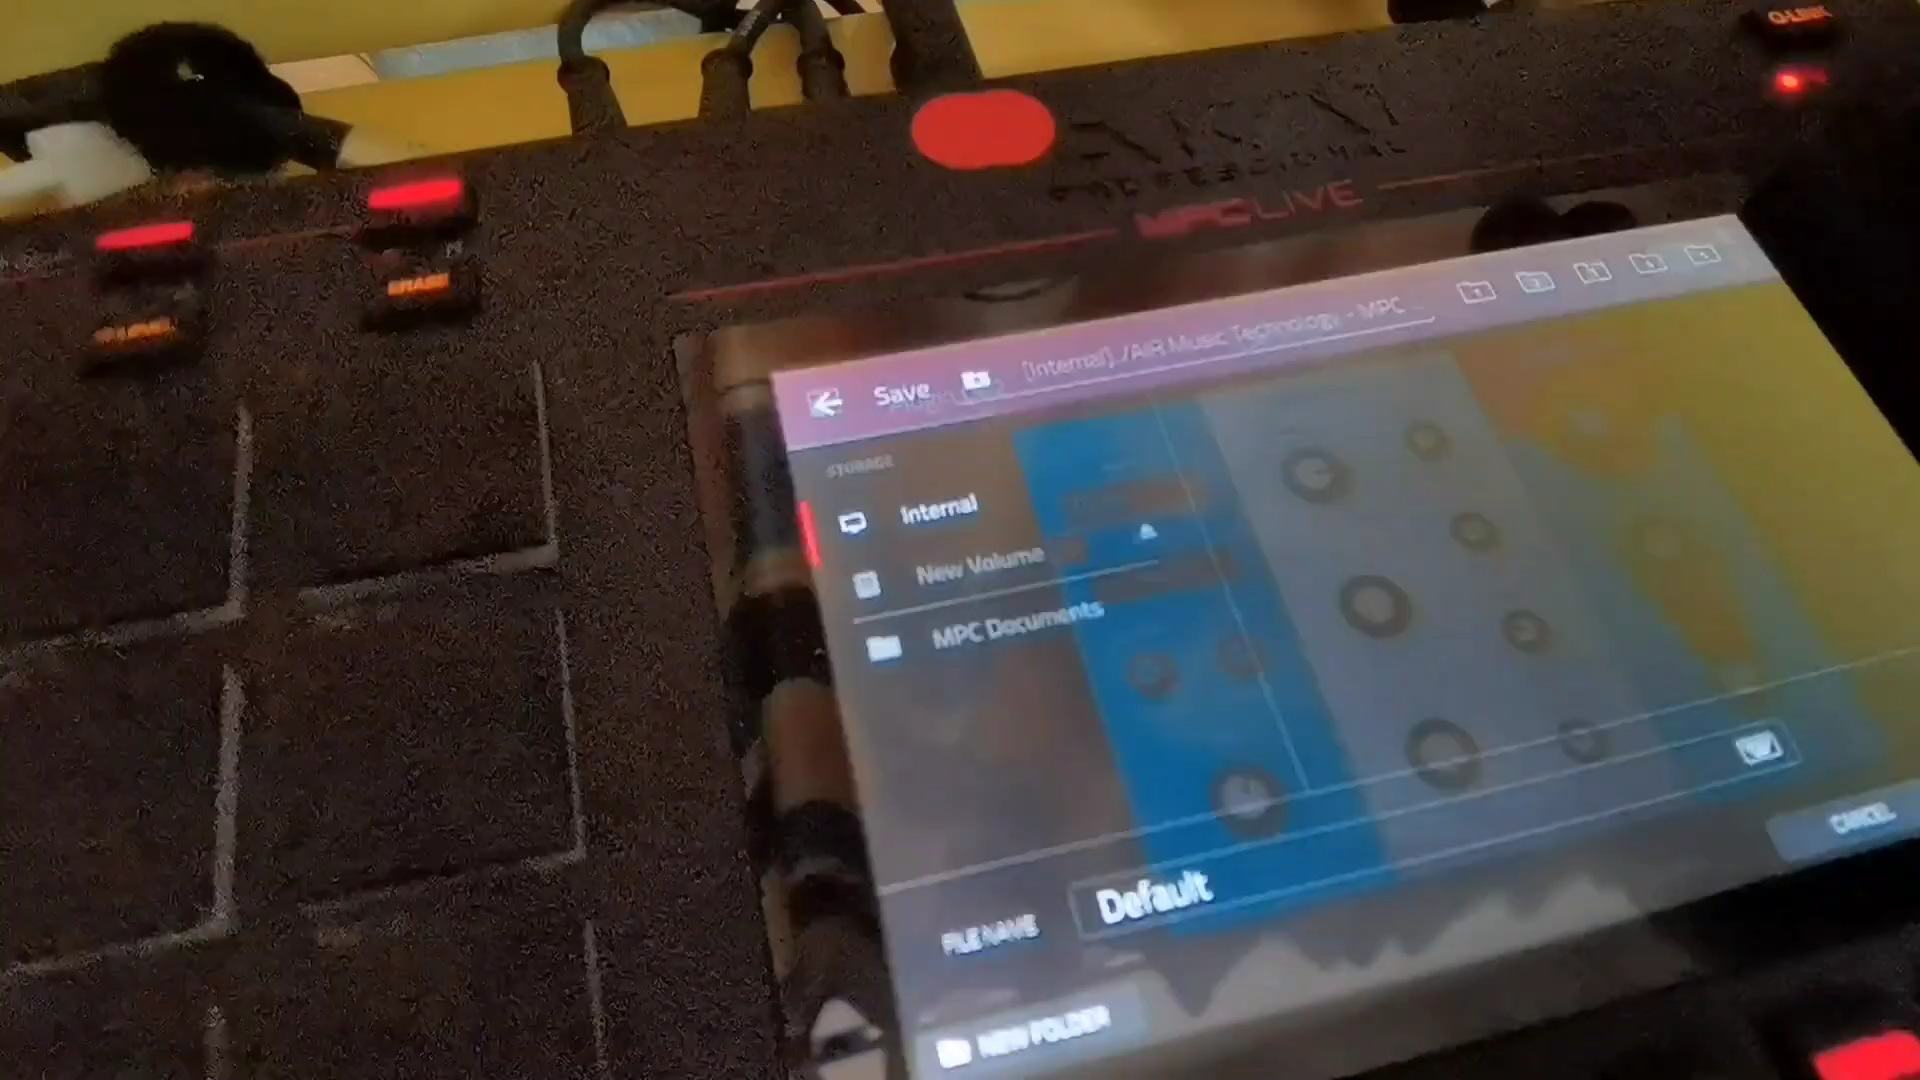 Q-LINK
AKAI
PROFESSIONAL
MPC LIVE
ERASE
Save
[Internal]../AIR Music Technology - MPC ...
STORAGE
Internal
New Volume
MPC Documents
FILE NAME
Default
CANCEL
NEW FOLDER